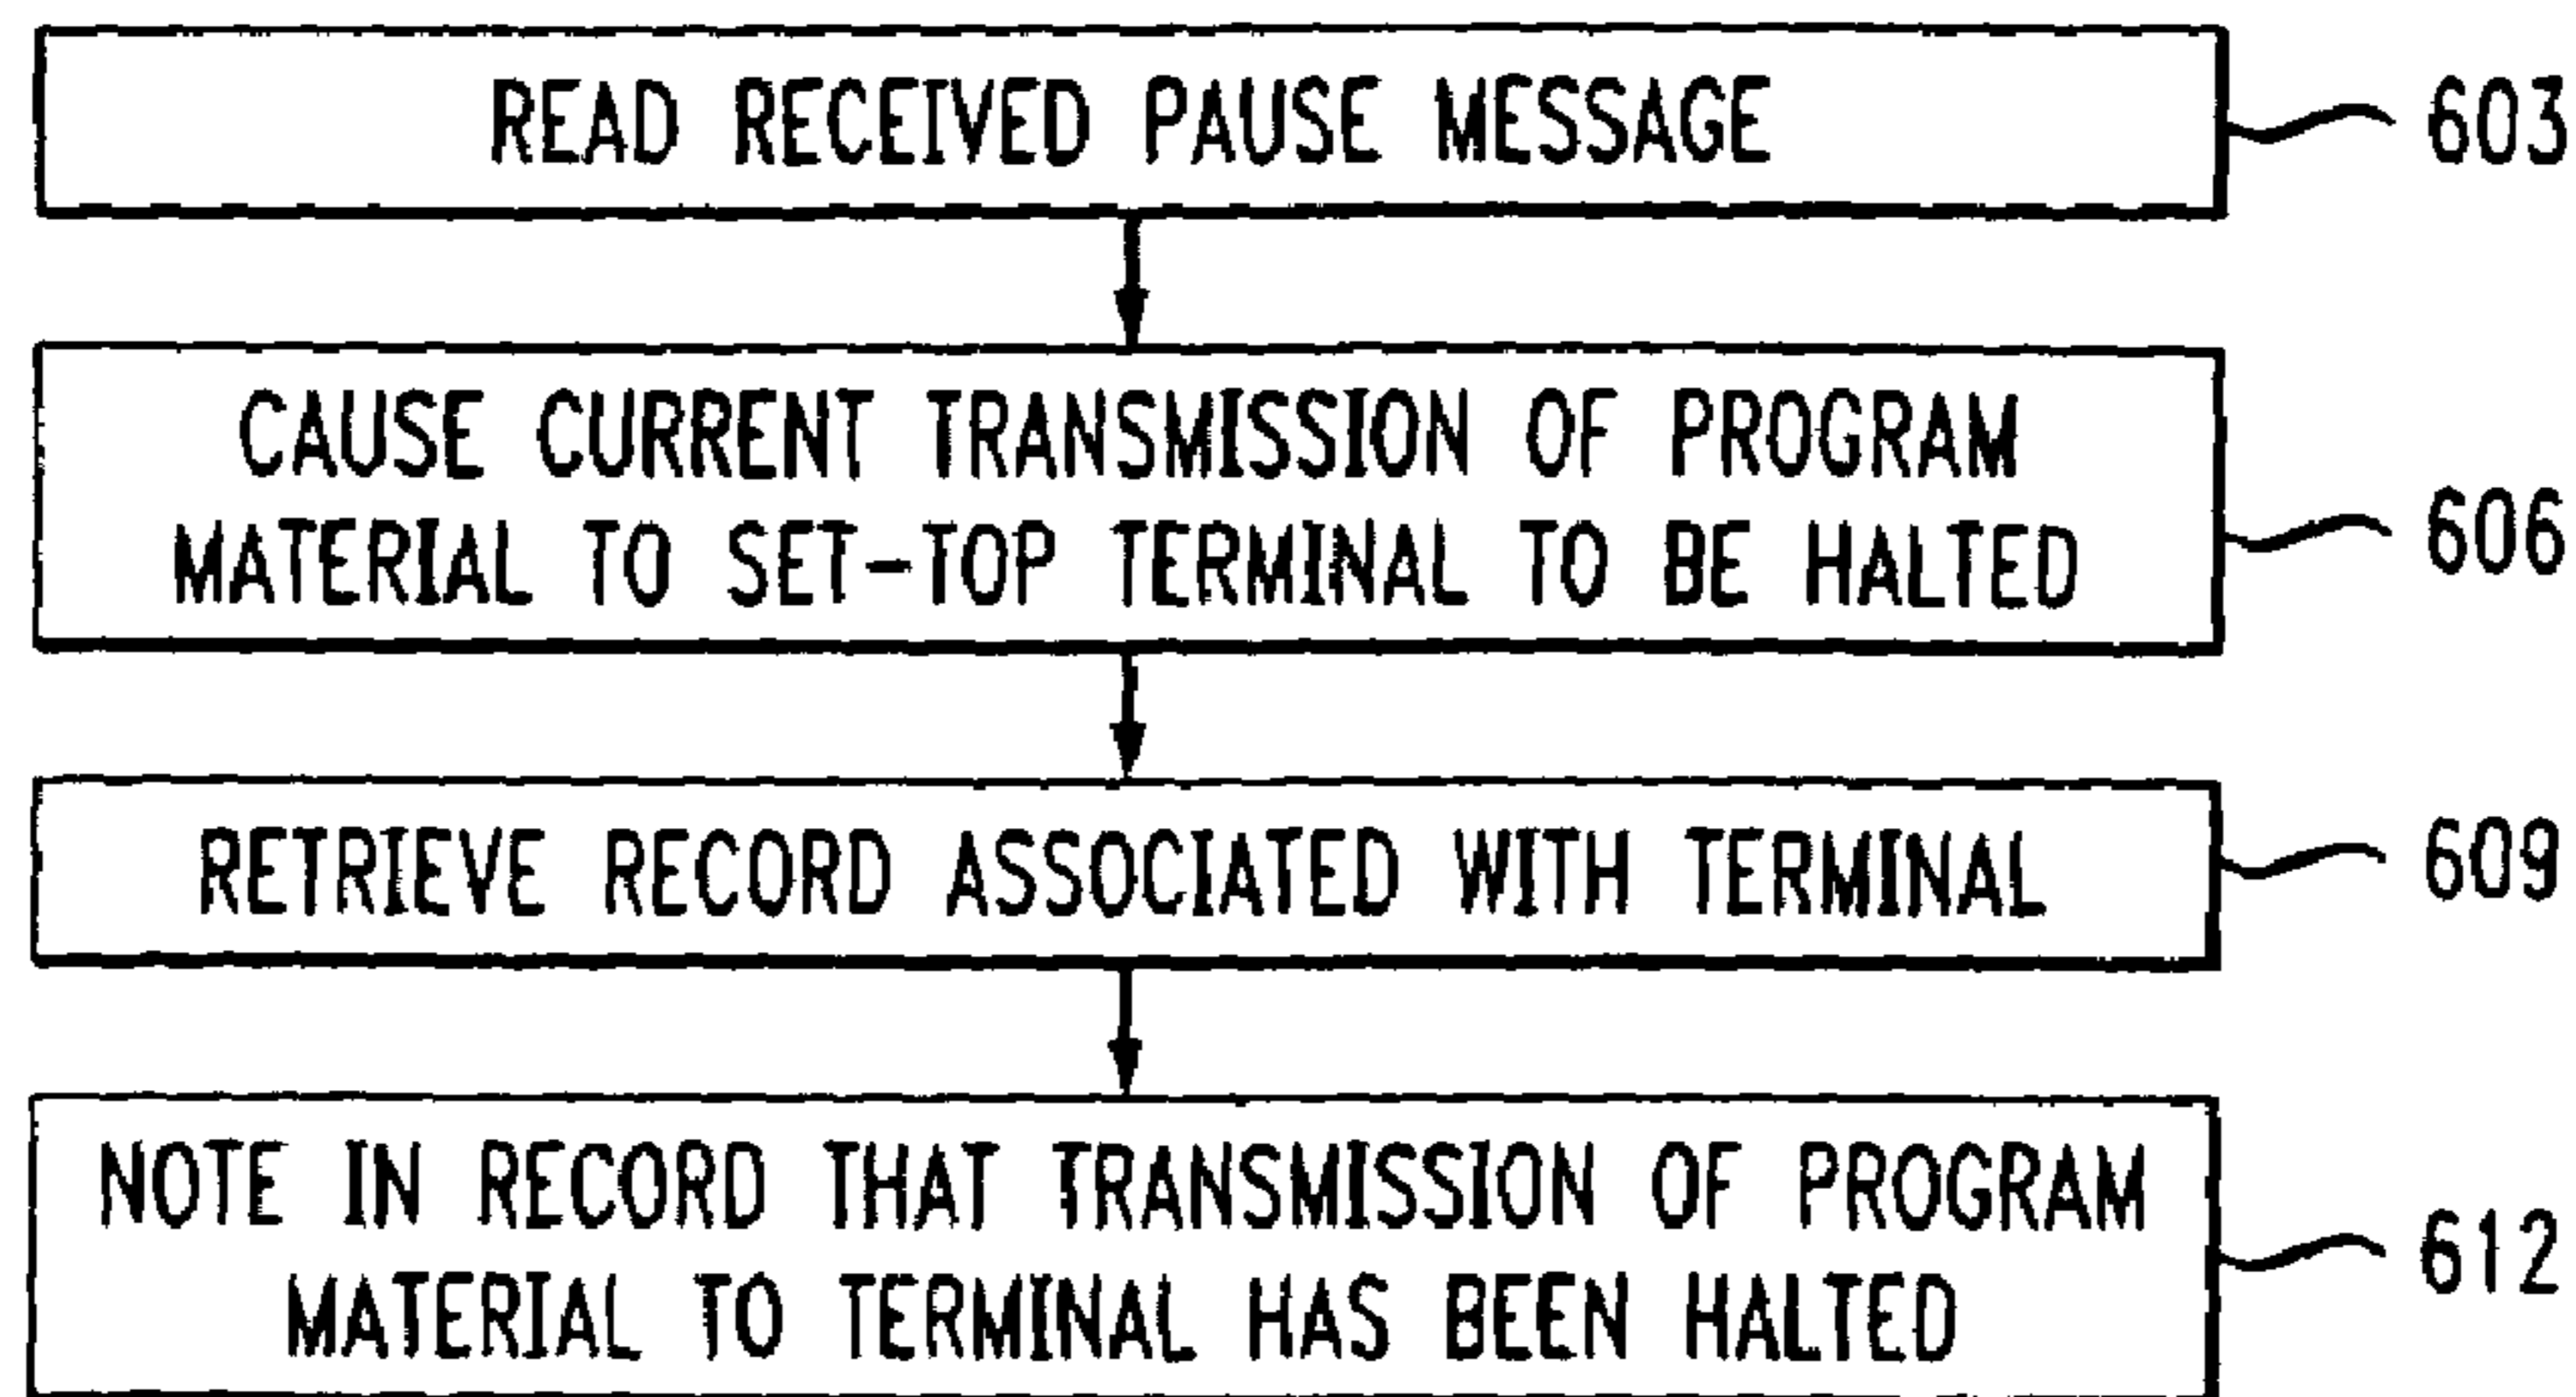 READ RECEIVED PAUSE MESSAGE
603
CAUSE CURRENT TRANSMISSION OF PROGRAM
MATERIAL TO SET-TOP TERMINAL TO BE HALTED
606
RETRIEVE RECORD ASSOCIATED WITH TERMINAL
609
NOTE IN RECORD THAT TRANSMISSION OF PROGRAM
MATERIAL TO TERMINAL HAS BEEN HALTED
612